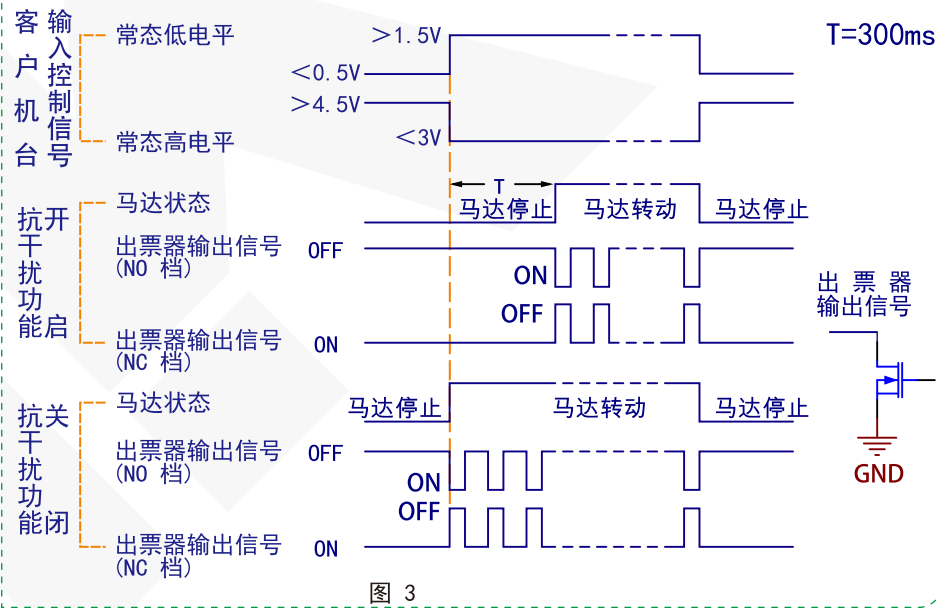 客户机台
输入控制信号
常态低电平
>1.5V
<0.5V
T=300ms
>4.5V
常态高电平
<3V
抗干扰功能
开启
马达状态
T
马达停止
马达转动
马达停止
出票器输出信号
(NO 档)
OFF
ON
OFF
出票器输出信号
(NC 档)
ON
出 票 器
输出信号
GND
抗干扰功能
关闭
马达状态
马达停止
马达转动
马达停止
出票器输出信号
(NO 档)
OFF
ON
OFF
出票器输出信号
(NC 档)
ON
图 3